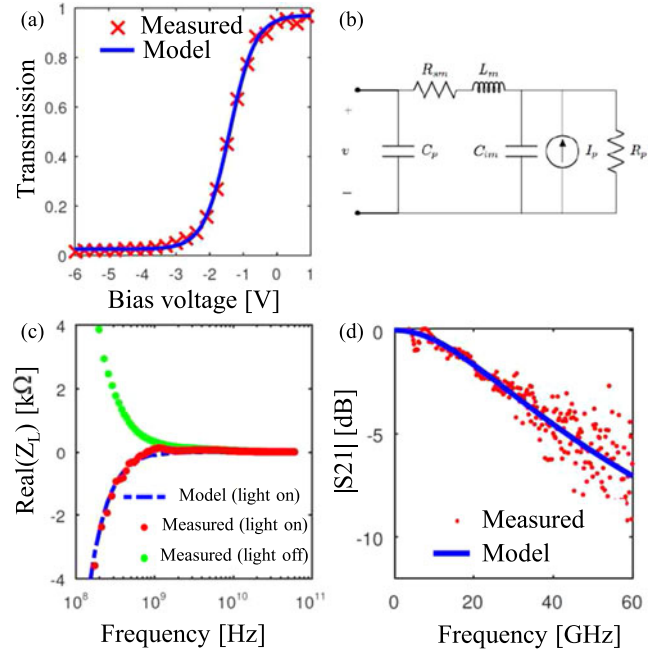 (a)
1
0.8
0.6
0.4
0.2
0
Transmission
Measured
Model
-6 -5 -4 -3 -2 -1 0 1
Bias voltage [V]
(b)
+
v
−
C_p
R_sm
L_m
C_im
I_p
R_p
(c)
4
2
0
-2
-4
Real(Z_L) [kΩ]
Model (light on)
Measured (light on)
Measured (light off)
10^8 10^9 10^10 10^11
Frequency [Hz]
(d)
0
-5
-10
|S21| [dB]
Measured
Model
0 20 40 60
Frequency [GHz]